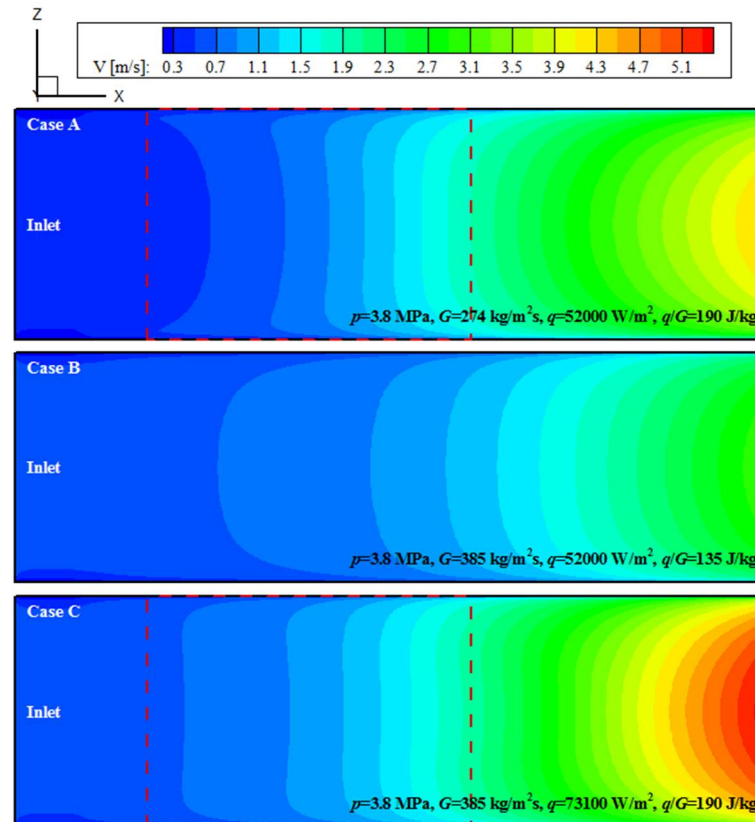 Z
V [m/s]: 0.3 0.7 1.1 1.5 1.9 2.3 2.7 3.1 3.5 3.9 4.3 4.7 5.1
Y X
Case A
Inlet
p=3.8 MPa, G=274 kg/m²s, q=52000 W/m², q/G=190 J/kg
Case B
Inlet
p=3.8 MPa, G=385 kg/m²s, q=52000 W/m², q/G=135 J/kg
Case C
Inlet
p=3.8 MPa, G=385 kg/m²s, q=73100 W/m², q/G=190 J/kg